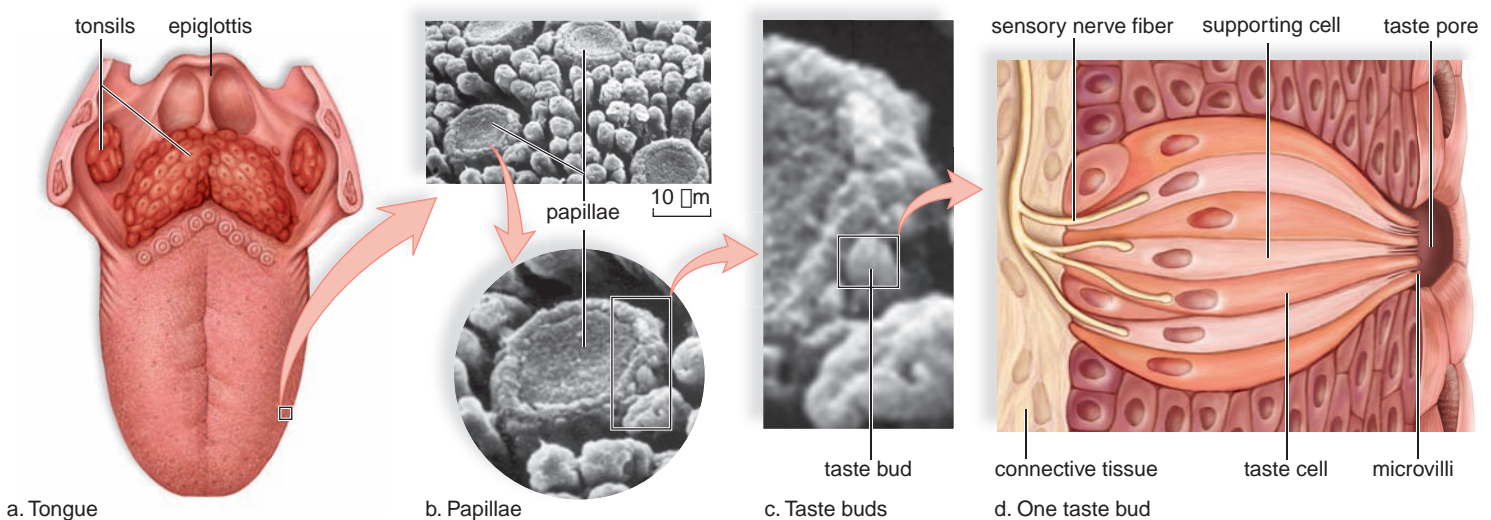 tonsils
epiglottis
papillae
10 □m
sensory nerve fiber
supporting cell
taste pore
taste bud
connective tissue
taste cell
microvilli
a. Tongue
b. Papillae
c. Taste buds
d. One taste bud